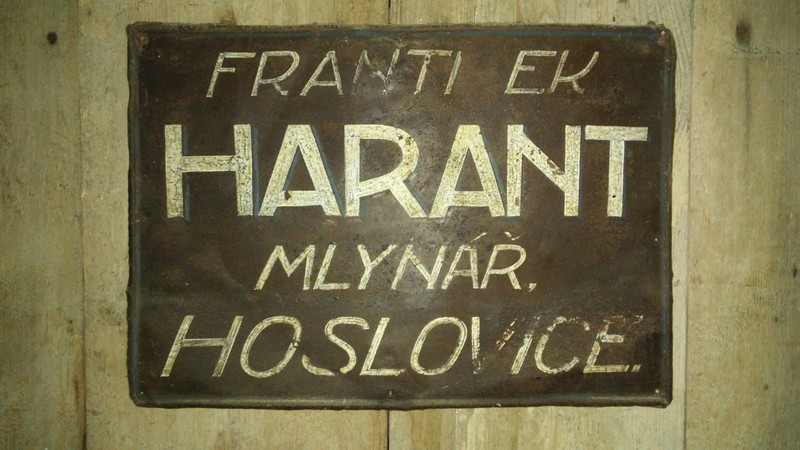 FRANTI EK
HARANT
MLYNÁŘ,
HOSLOVICE.